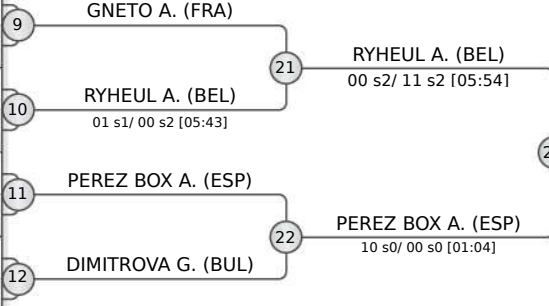 GNETO A. (FRA)
9
21
RYHEUL A. (BEL)
00 s2/ 11 s2 [05:54]
RYHEUL A. (BEL)
10
01 s1/ 00 s2 [05:43]
PEREZ BOX A. (ESP)
11
22
PEREZ BOX A. (ESP)
10 s0/ 00 s0 [01:04]
DIMITROVA G. (BUL)
12